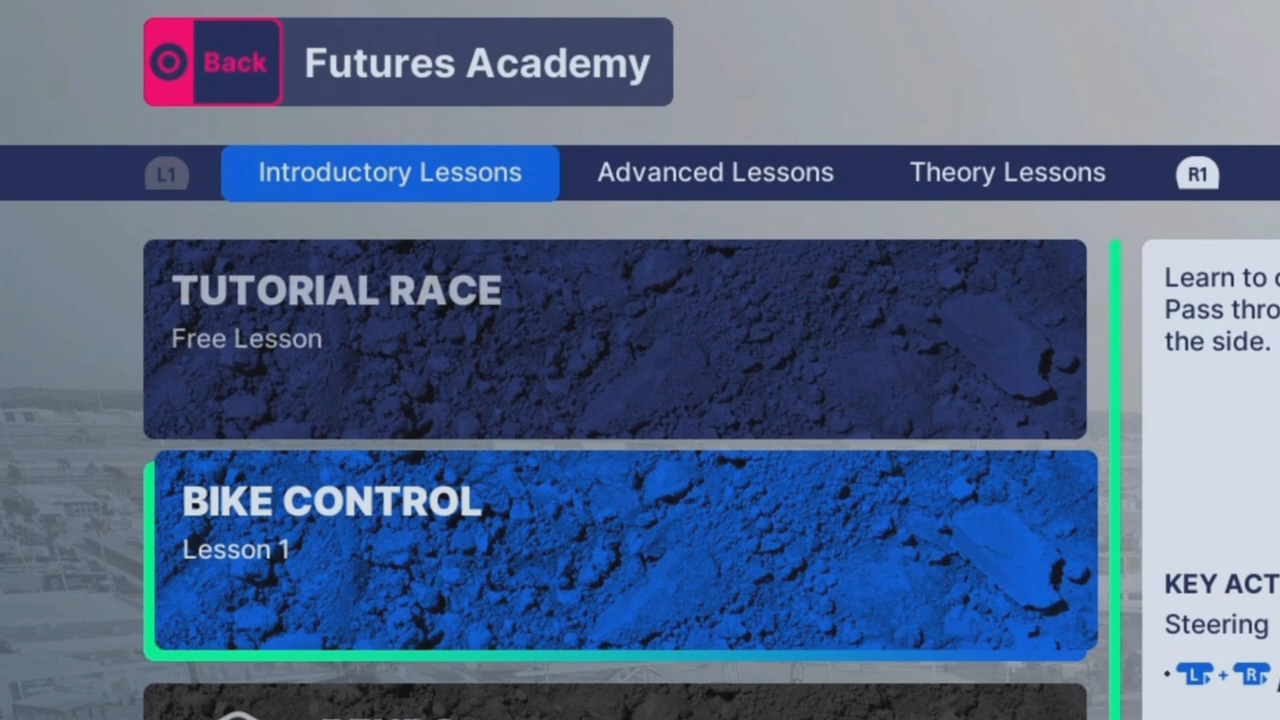 Back
Futures Academy
L1
Introductory Lessons
Advanced Lessons
Theory Lessons
R1
TUTORIAL RACE
Free Lesson
BIKE CONTROL
Lesson 1
Learn to
Pass thro
the side.
KEY ACT
Steering
• L + R